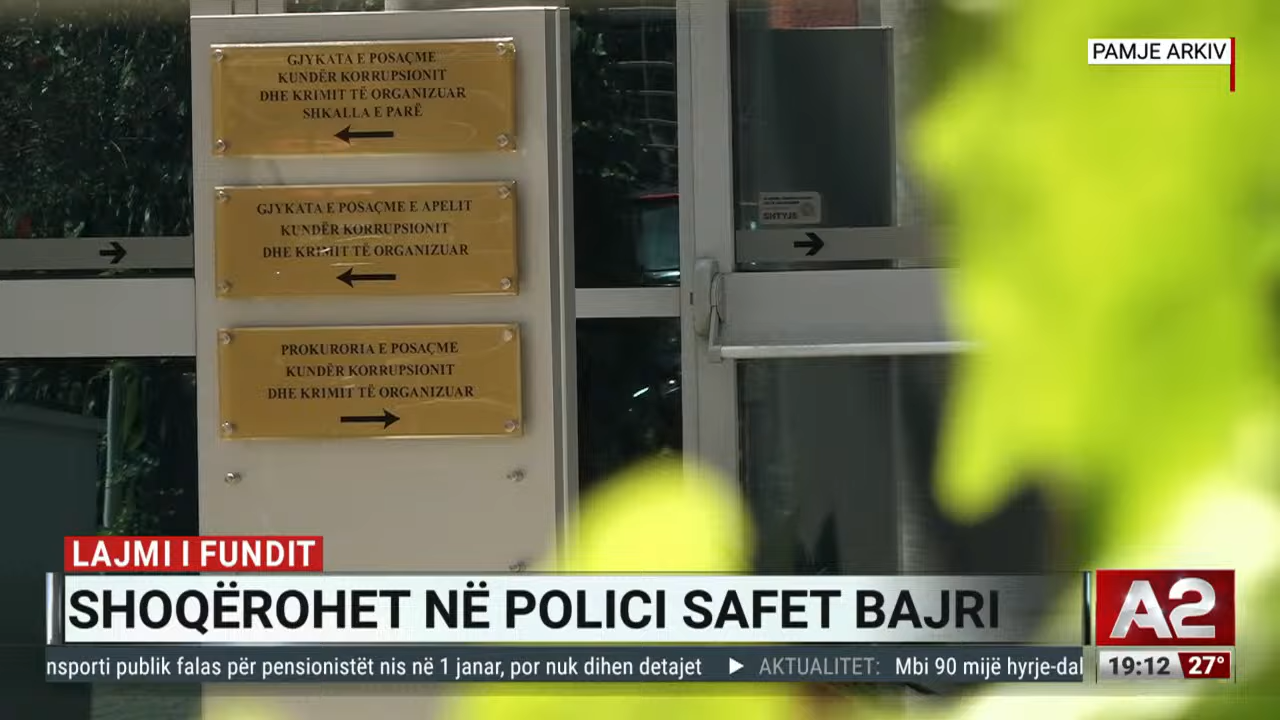 PAMJE ARKIV
GJYKATA E POSAÇME
KUNDËR KORRUPSIONIT
DHE KRIMIT TË ORGANIZUAR
SHKALLA E PARË
GJYKATA E POSAÇME E APELIT
KUNDËR KORRUPSIONIT
DHE KRIMIT TË ORGANIZUAR
PROKURORIA E POSAÇME
KUNDËR KORRUPSIONIT
DHE KRIMIT TË ORGANIZUAR
SHTYJE
LAJMI I FUNDIT
SHOQËROHET NË POLICI SAFET BAJRI
A2
nsporti publik falas për pensionistët nis në 1 janar, por nuk dihen detajet ▶ AKTUALITET: Mbi 90 mijë hyrje-dal
19:12 27°